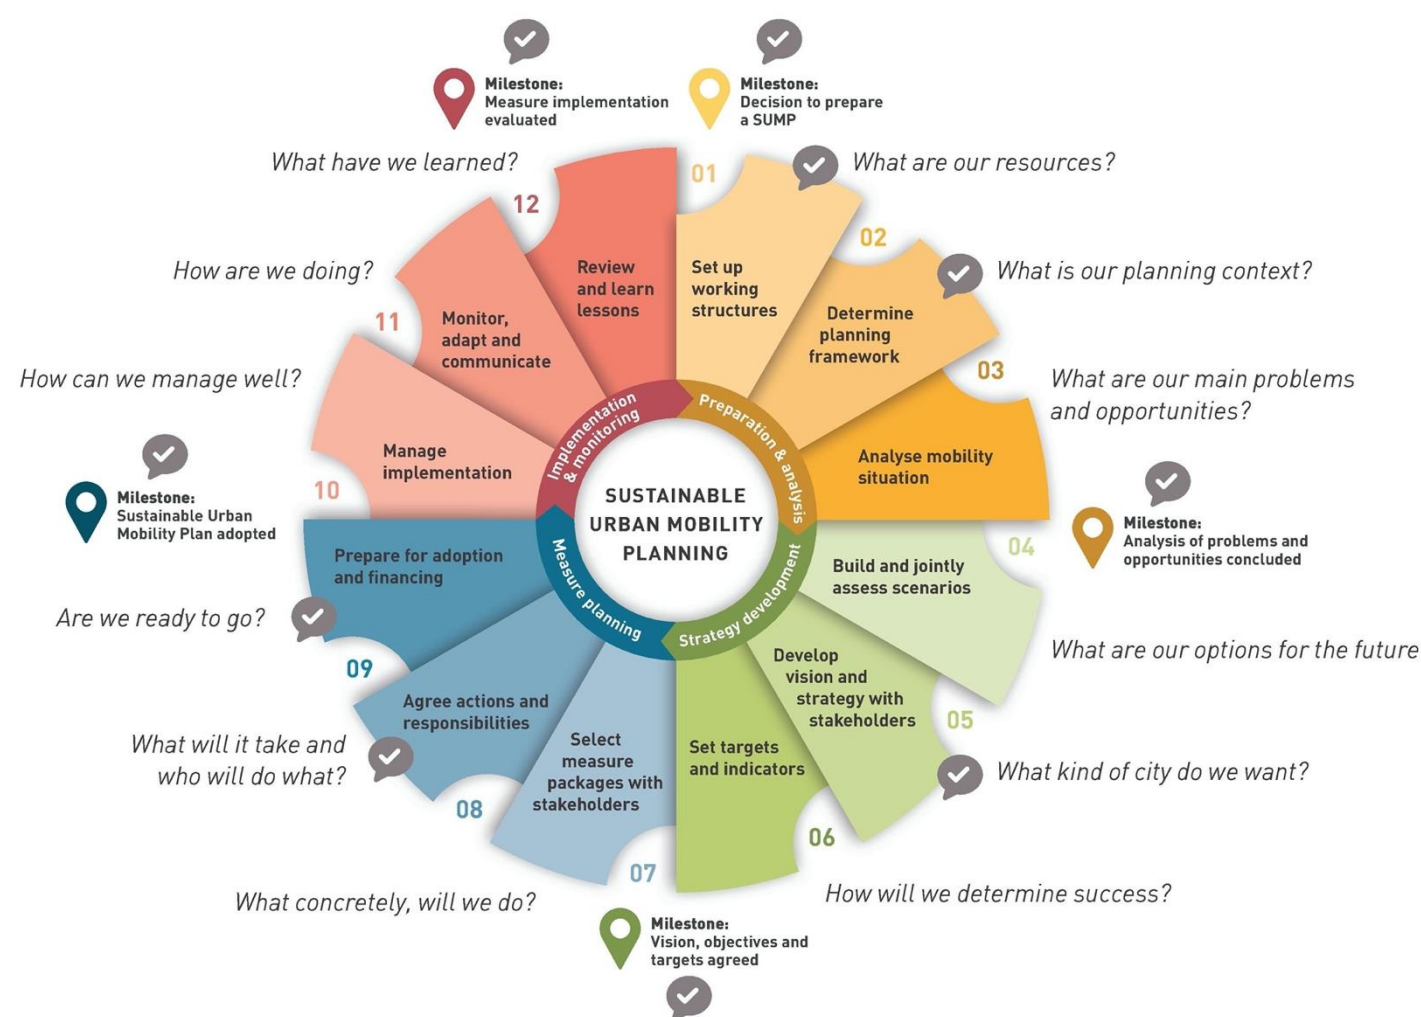 Milestone:
Measure implementation
evaluated
Milestone:
Decision to prepare
a SUMP
What have we learned?
01
What are our resources?
12
02
How are we doing?
What is our planning context?
Review
and learn
lessons
Set up
working
structures
11
Monitor,
adapt and
communicate
Determine
planning
framework
03
How can we manage well?
What are our main problems
and opportunities?
Implementation
& monitoring
Preparation & analysis
Manage
implementation
Analyse mobility
situation
10
Milestone:
Sustainable Urban
Mobility Plan adopted
SUSTAINABLE
URBAN MOBILITY
PLANNING
Milestone:
Analysis of problems and
opportunities concluded
04
Prepare for adoption
and financing
Measure planning
Strategy development
Build and jointly
assess scenarios
Are we ready to go?
What are our options for the future
09
Develop
vision and
strategy with
stakeholders
05
Agree actions and
responsibilities
What will it take and
who will do what?
Select
measure
packages with
stakeholders
Set targets
and indicators
What kind of city do we want?
08
06
07
What concretely, will we do?
How will we determine success?
Milestone:
Vision, objectives and
targets agreed